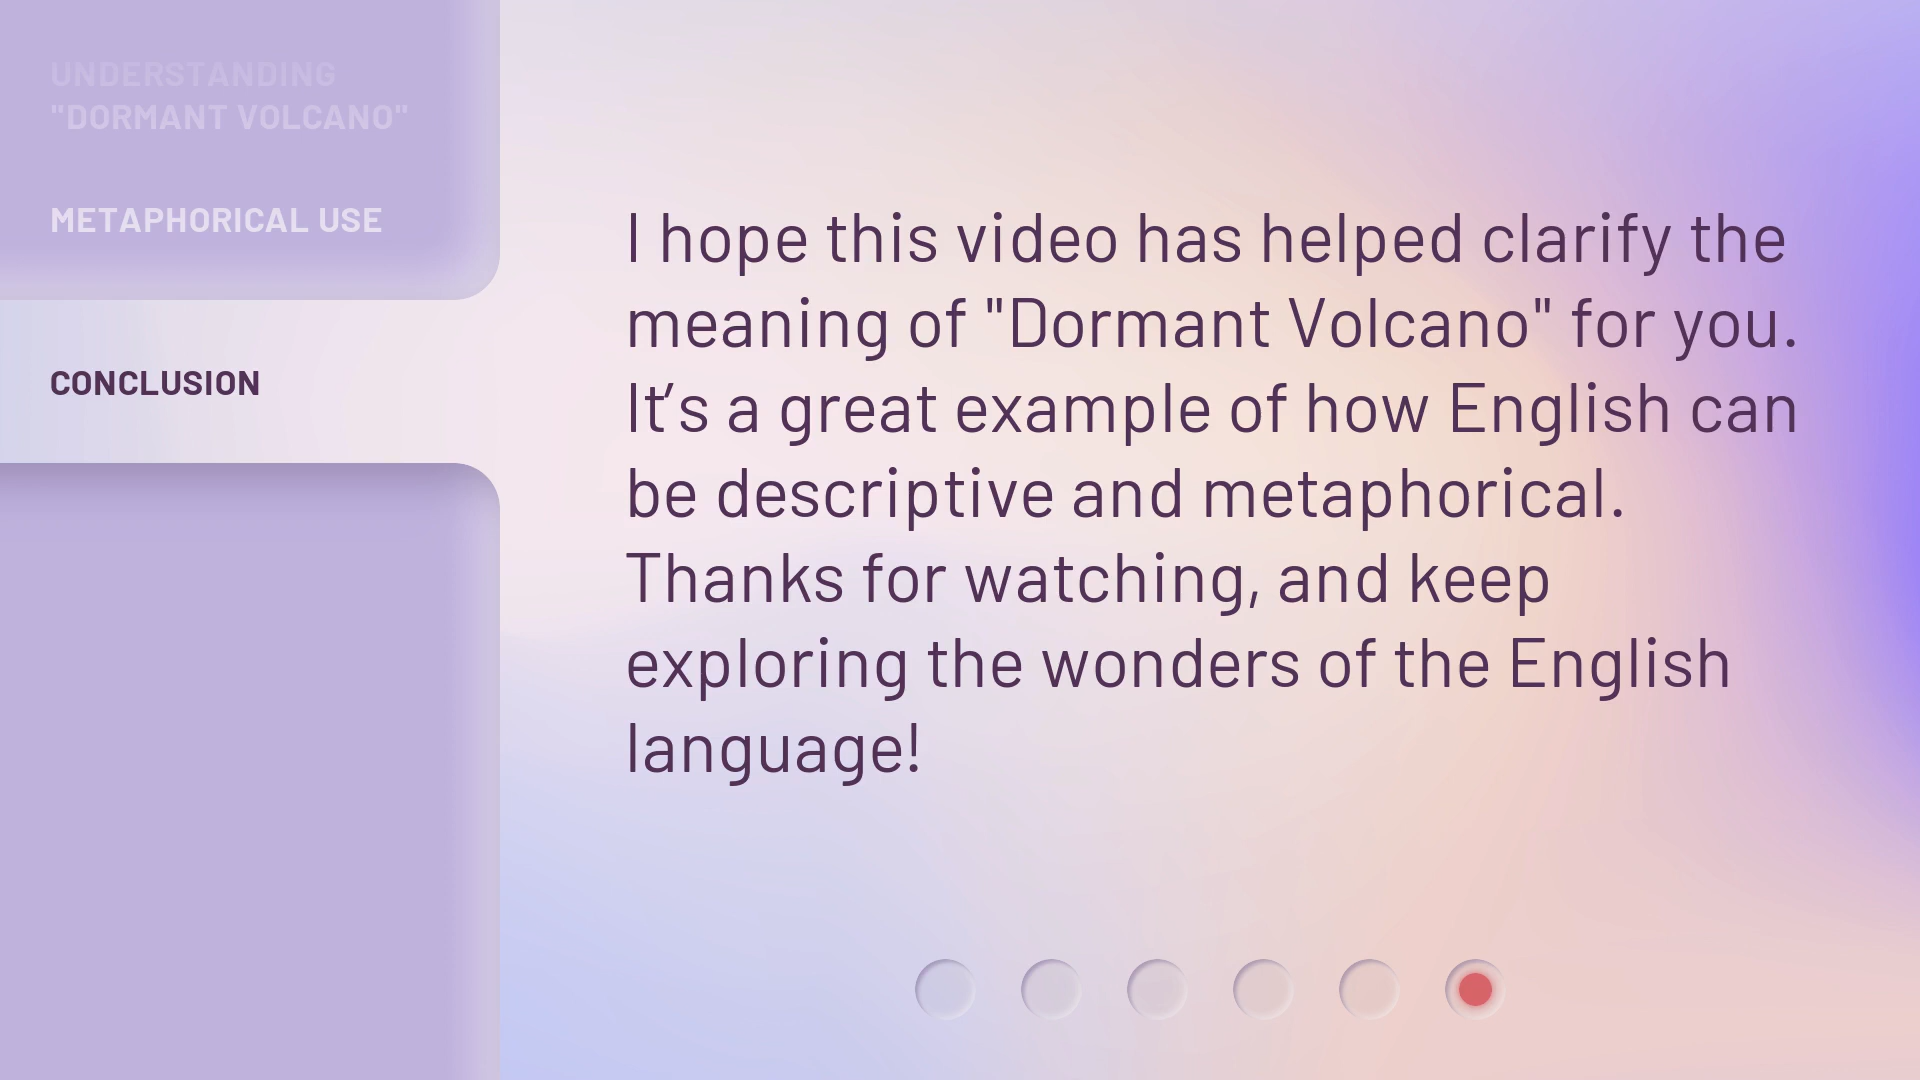 UNDERSTANDING
"DORMANT VOLCANO"
METAPHORICAL USE
CONCLUSION
I hope this video has helped clarify the
meaning of "Dormant Volcano" for you.
It’s a great example of how English can
be descriptive and metaphorical.
Thanks for watching, and keep
exploring the wonders of the English
language!